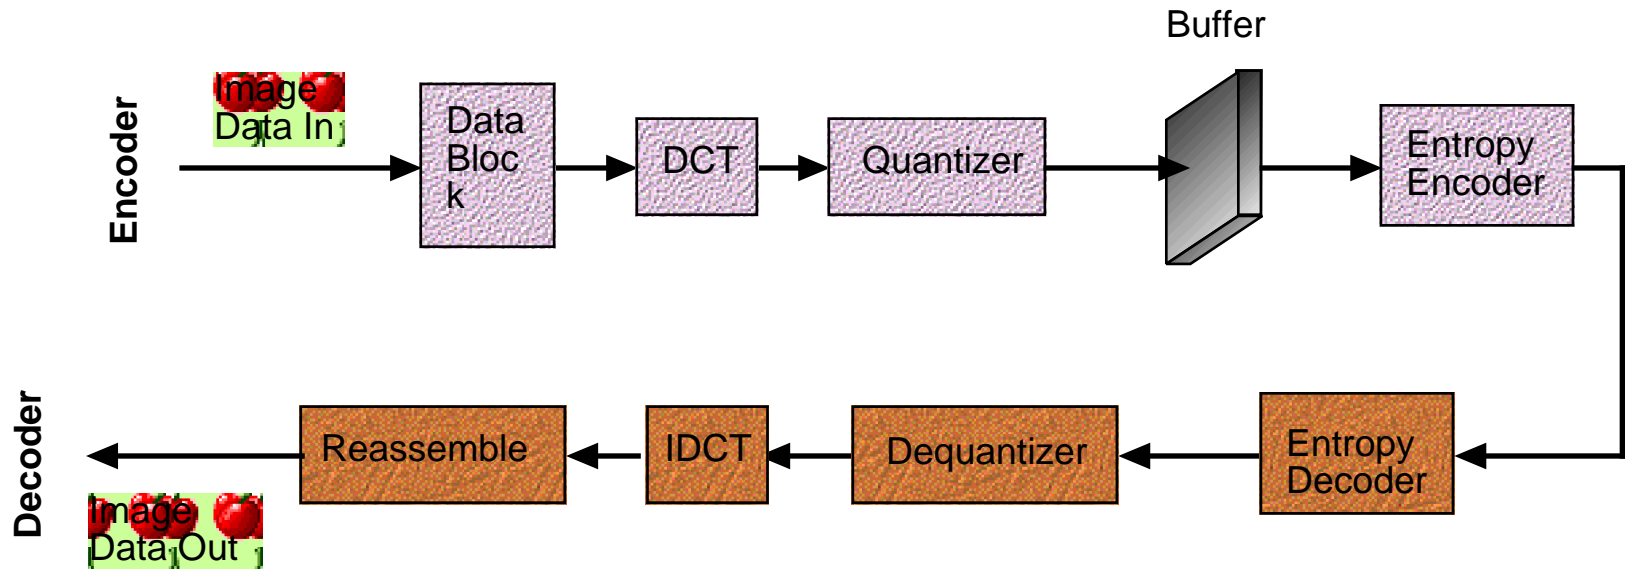 Buffer
Encoder
Image
Data In
Data
Bloc
k
DCT
Quantizer
Entropy
Encoder
Decoder
Reassemble
IDCT
Dequantizer
Entropy
Decoder
Image
Data Out